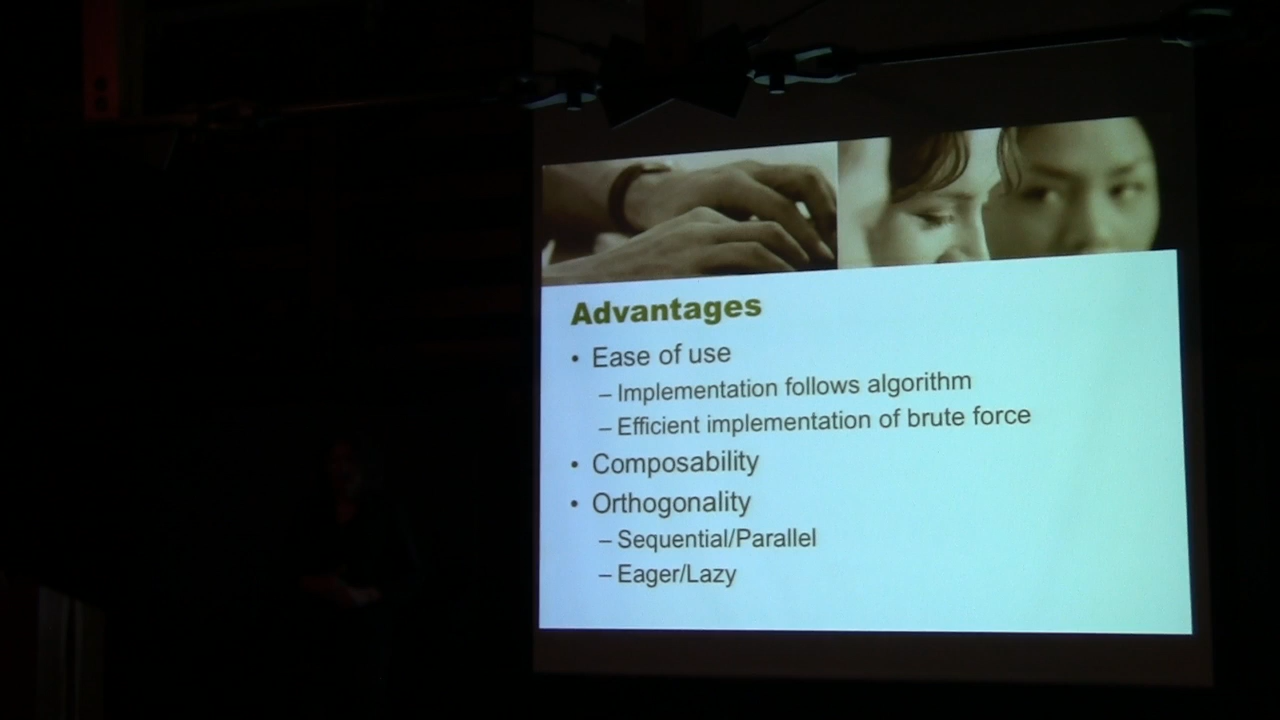 Advantages
• Ease of use
– Implementation follows algorithm
– Efficient implementation of brute force
• Composability
• Orthogonality
– Sequential/Parallel
– Eager/Lazy